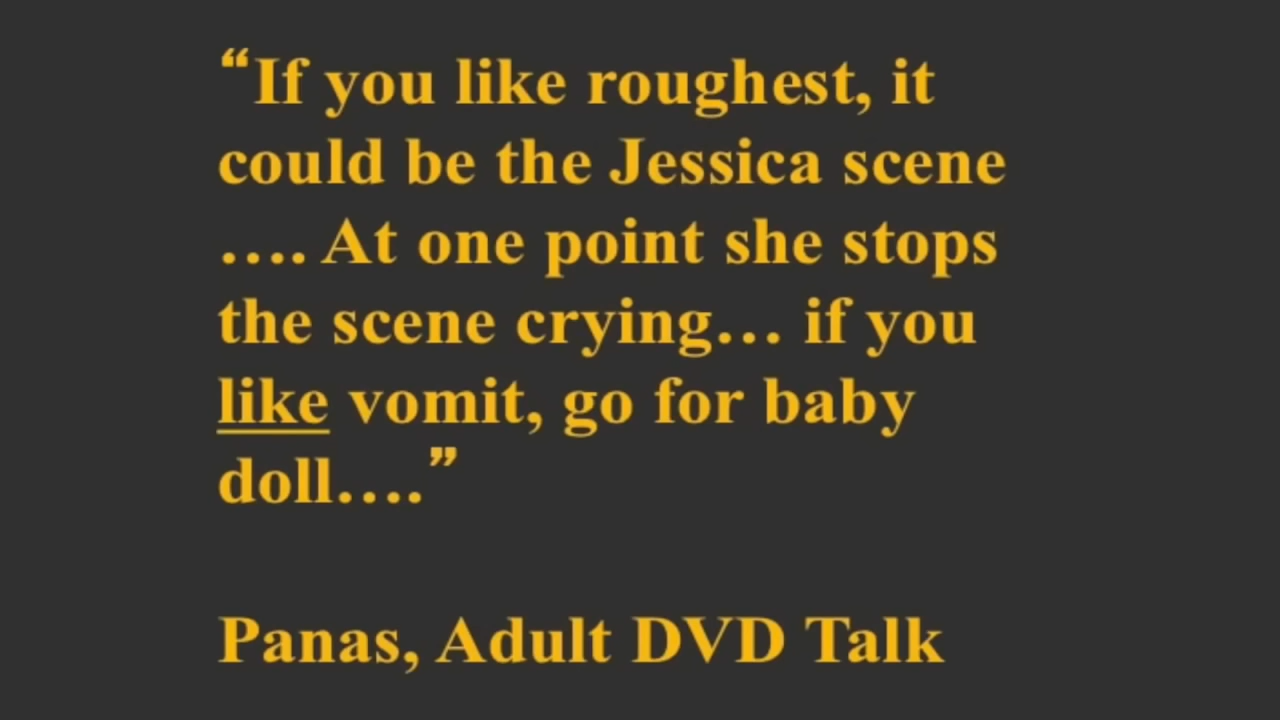 “If you like roughest, it
could be the Jessica scene
…. At one point she stops
the scene crying… if you
like vomit, go for baby
doll….”
Panas, Adult DVD Talk